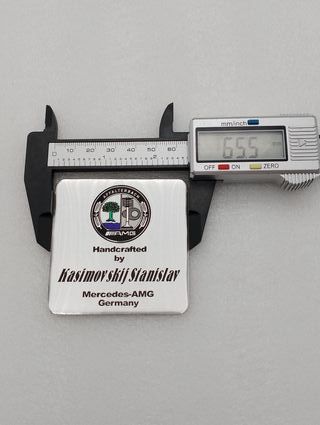 mm/inch
65.5
OFF ON ZERO
0 10 20 30 40 50 60
AFFALTERBACH
AMG
Handcrafted
by
Kasimovskij Stanislav
Mercedes-AMG
Germany